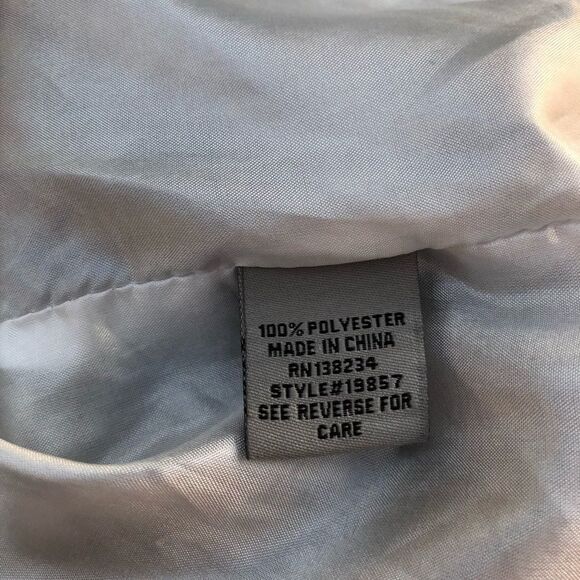 100% POLYESTER
MADE IN CHINA
RN138234
STYLE#19857
SEE REVERSE FOR
CARE